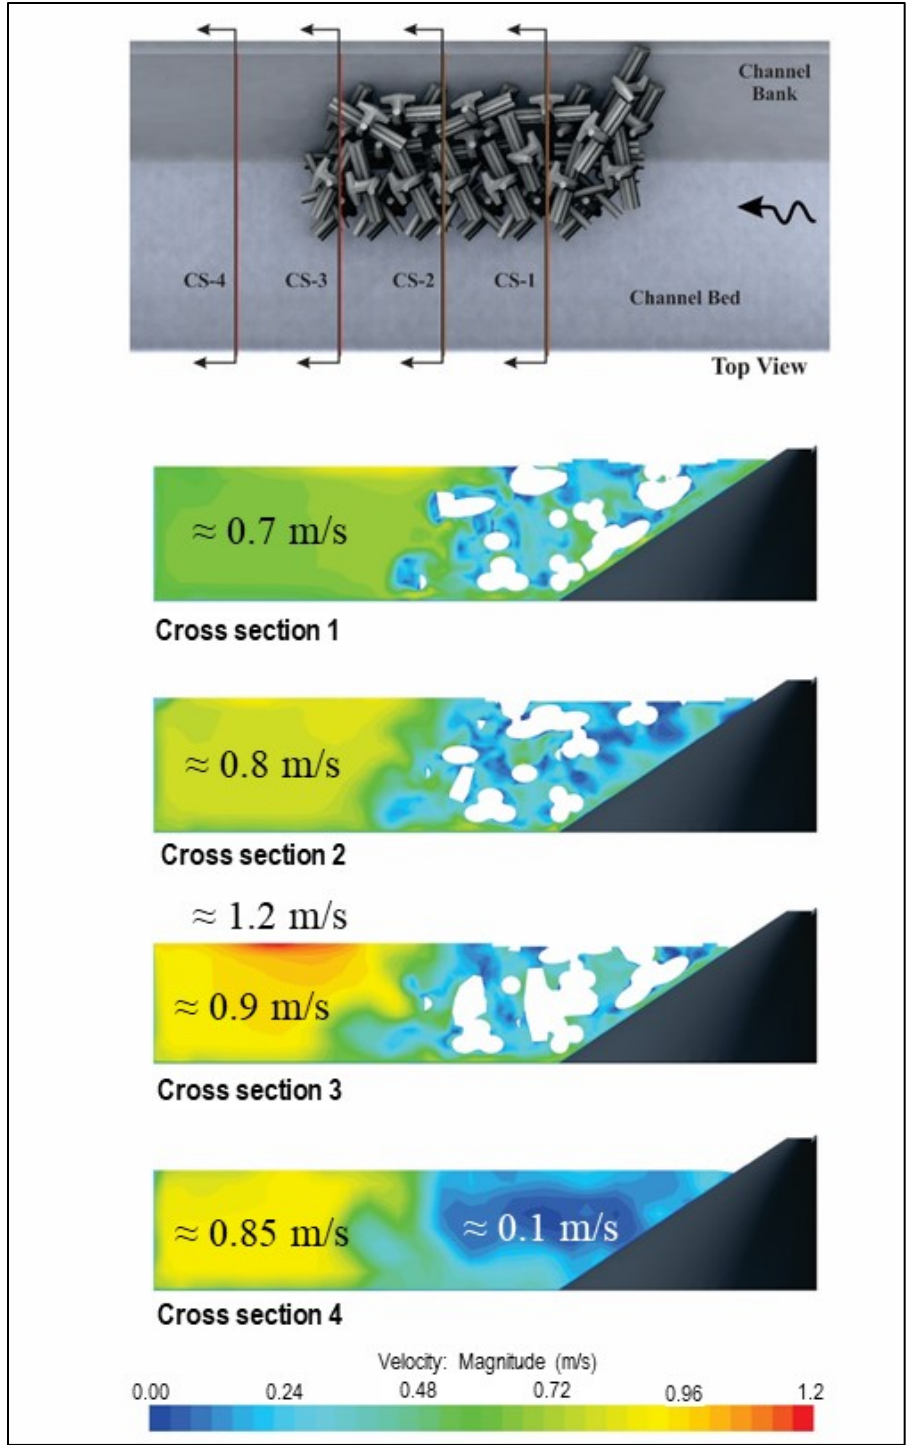 Channel
Bank
CS-4
CS-3
CS-2
CS-1
Channel Bed
Top View
≈ 0.7 m/s
Cross section 1
≈ 0.8 m/s
Cross section 2
≈ 1.2 m/s
≈ 0.9 m/s
Cross section 3
≈ 0.85 m/s
≈ 0.1 m/s
Cross section 4
Velocity: Magnitude (m/s)
0.00 0.24 0.48 0.72 0.96 1.2